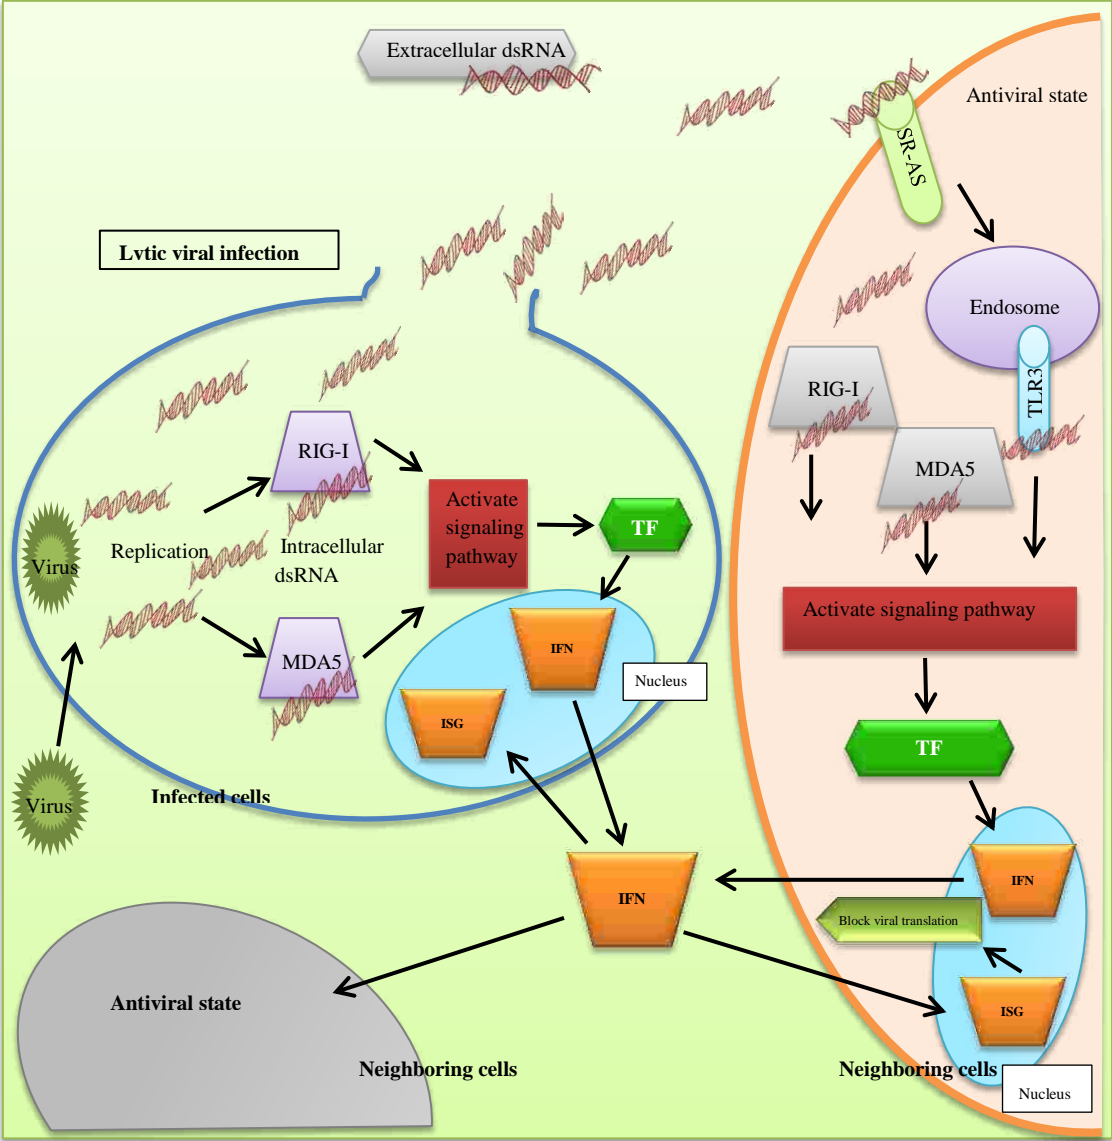 Extracellular dsRNA
Antiviral state
SR-AS
Lvtic viral infection
Endosome
TLR3
RIG-I
MDA5
RIG-I
Activate
signaling
pathway
TF
Replication
Intracellular
dsRNA
Virus
MDA5
IFN
Nucleus
ISG
Infected cells
Virus
Activate signaling pathway
TF
IFN
IFN
Block viral translation
ISG
Antiviral state
Neighboring cells
Neighboring cells
Nucleus